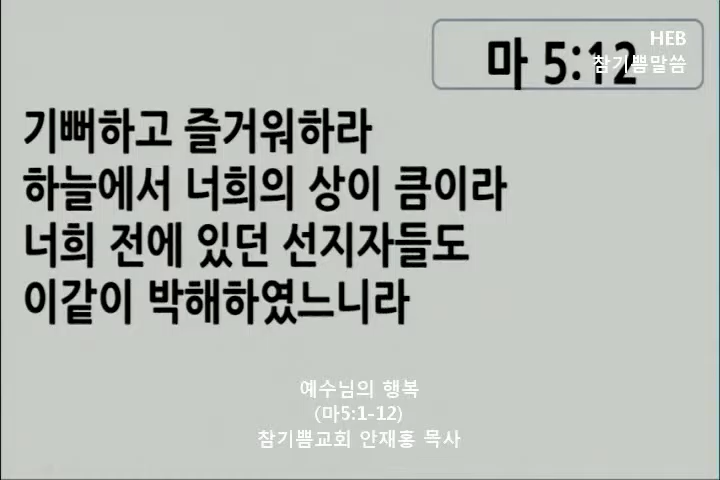 마 5:12
HEB
참기쁨말씀
기뻐하고 즐거워하라
하늘에서 너희의 상이 큼이라
너희 전에 있던 선지자들도
이같이 박해하였느니라
예수님의 행복
(마5:1-12)
참기쁨교회 안재홍 목사